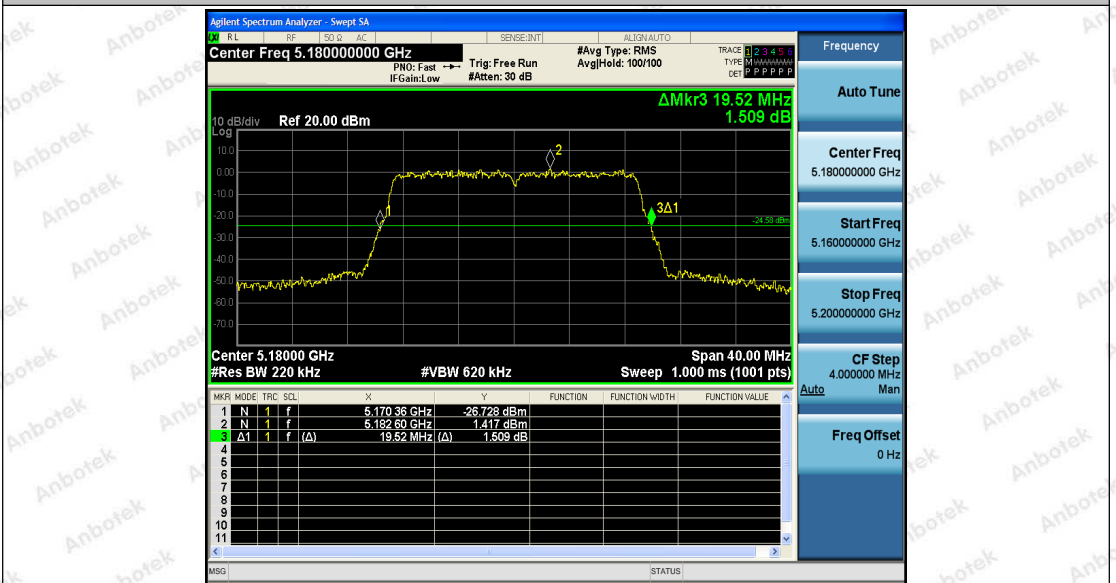 Agilent Spectrum Analyzer - Swept SA
LXI RL RF 50 Ω AC SENSE:INT ALIGNAUTO
Center Freq 5.180000000 GHz
PNO: Fast
IFGain:Low
Trig: Free Run
#Atten: 30 dB
#Avg Type: RMS
Avg|Hold: 100/100
TRACE 1 2 3 4 5 6
TYPE M WWWWW
DET P P P P P P
ΔMkr3 19.52 MHz
1.509 dB
10 dB/div Ref 20.00 dBm
Log
10.0
0.00
-10.0
-20.0
-30.0
-40.0
-50.0
-60.0
-70.0
2
1
3Δ1
-24.58 dBm
Center 5.18000 GHz Span 40.00 MHz
#Res BW 220 kHz #VBW 620 kHz Sweep 1.000 ms (1001 pts)
MKR MODE TRC SCL X Y FUNCTION FUNCTION WIDTH FUNCTION VALUE
1 N 1 f 5.170 36 GHz -26.728 dBm
2 N 1 f 5.182 60 GHz 1.417 dBm
3 Δ1 1 f (Δ) 19.52 MHz (Δ) 1.509 dB
4
5
6
7
8
9
10
11
MSG STATUS
Frequency
Auto Tune
Center Freq
5.180000000 GHz
Start Freq
5.160000000 GHz
Stop Freq
5.200000000 GHz
CF Step
4.000000 MHz
Auto Man
Freq Offset
0 Hz
Anbotek